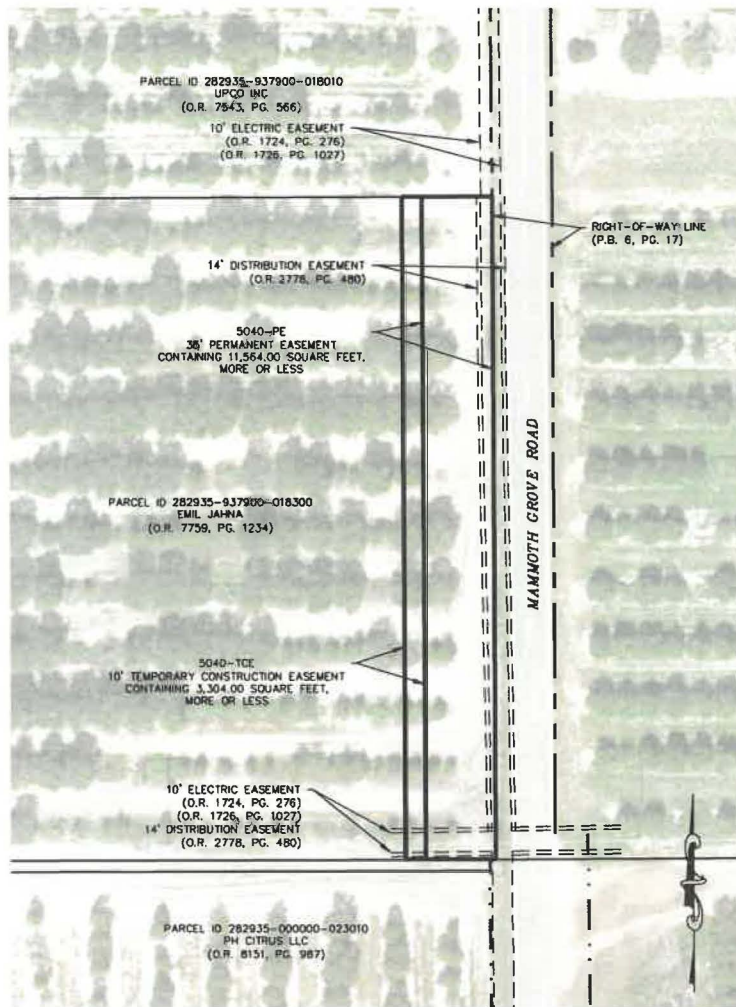 PARCEL ID 282935-937900-018010
UPCO INC
(O.R. 7543, PG. 566)
10' ELECTRIC EASEMENT
(O.R. 1724, PG. 276)
(O.R. 1726, PG. 1027)
RIGHT-OF-WAY LINE
(P.B. 6, PG. 17)
14' DISTRIBUTION EASEMENT
(O.R. 2778, PG. 480)
5040-PE
35' PERMANENT EASEMENT
CONTAINING 11,564.00 SQUARE FEET,
MORE OR LESS
MAMMOTH GROVE ROAD
PARCEL ID 282935-937900-018300
EMIL JAHNA
(O.R. 7759, PG. 1234)
5040-TCE
10' TEMPORARY CONSTRUCTION EASEMENT
CONTAINING 3,304.00 SQUARE FEET,
MORE OR LESS
10' ELECTRIC EASEMENT
(O.R. 1724, PG. 276)
(O.R. 1726, PG. 1027)
14' DISTRIBUTION EASEMENT
(O.R. 2778, PG. 480)
PARCEL ID 282935-000000-023010
PH CITRUS LLC
(O.R. 8151, PG. 987)